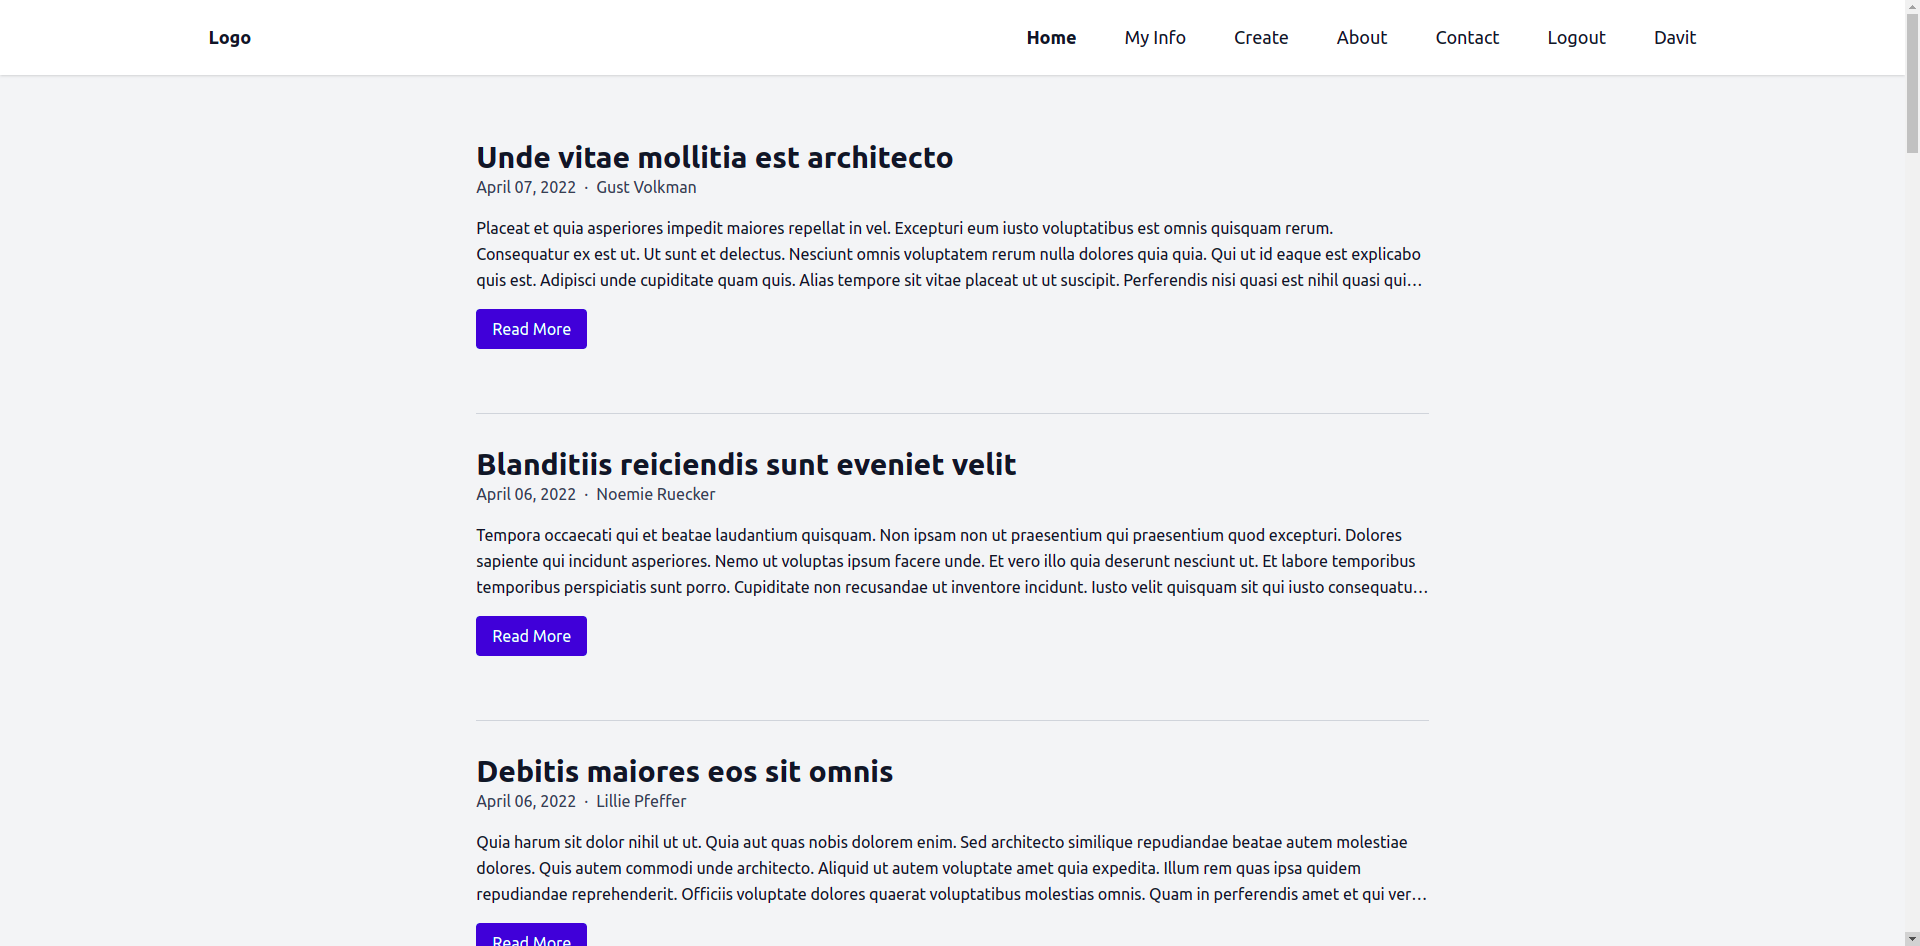 Logo
Home My Info Create About Contact Logout Davit
Unde vitae mollitia est architecto
April 07, 2022 · Gust Volkman
Placeat et quia asperiores impedit maiores repellat in vel. Excepturi eum iusto voluptatibus est omnis quisquam rerum.
Consequatur ex est ut. Ut sunt et delectus. Nesciunt omnis voluptatem rerum nulla dolores quia quia. Qui ut id eaque est explicabo
quis est. Adipisci unde cupiditate quam quis. Alias tempore sit vitae placeat ut ut suscipit. Perferendis nisi quasi est nihil quasi qui…
Read More
Blanditiis reiciendis sunt eveniet velit
April 06, 2022 · Noemie Ruecker
Tempora occaecati qui et beatae laudantium quisquam. Non ipsam non ut praesentium qui praesentium quod excepturi. Dolores
sapiente qui incidunt asperiores. Nemo ut voluptas ipsum facere unde. Et vero illo quia deserunt nesciunt ut. Et labore temporibus
temporibus perspiciatis sunt porro. Cupiditate non recusandae ut inventore incidunt. Iusto velit quisquam sit qui iusto consequatu…
Read More
Debitis maiores eos sit omnis
April 06, 2022 · Lillie Pfeffer
Quia harum sit dolor nihil ut ut. Quia aut quas nobis dolorem enim. Sed architecto similique repudiandae beatae autem molestiae
dolores. Quis autem commodi unde architecto. Aliquid ut autem voluptate amet quia expedita. Illum rem quas ipsa quidem
repudiandae reprehenderit. Officiis voluptate dolores quaerat voluptatibus molestias omnis. Quam in perferendis amet et qui ver…
Read More